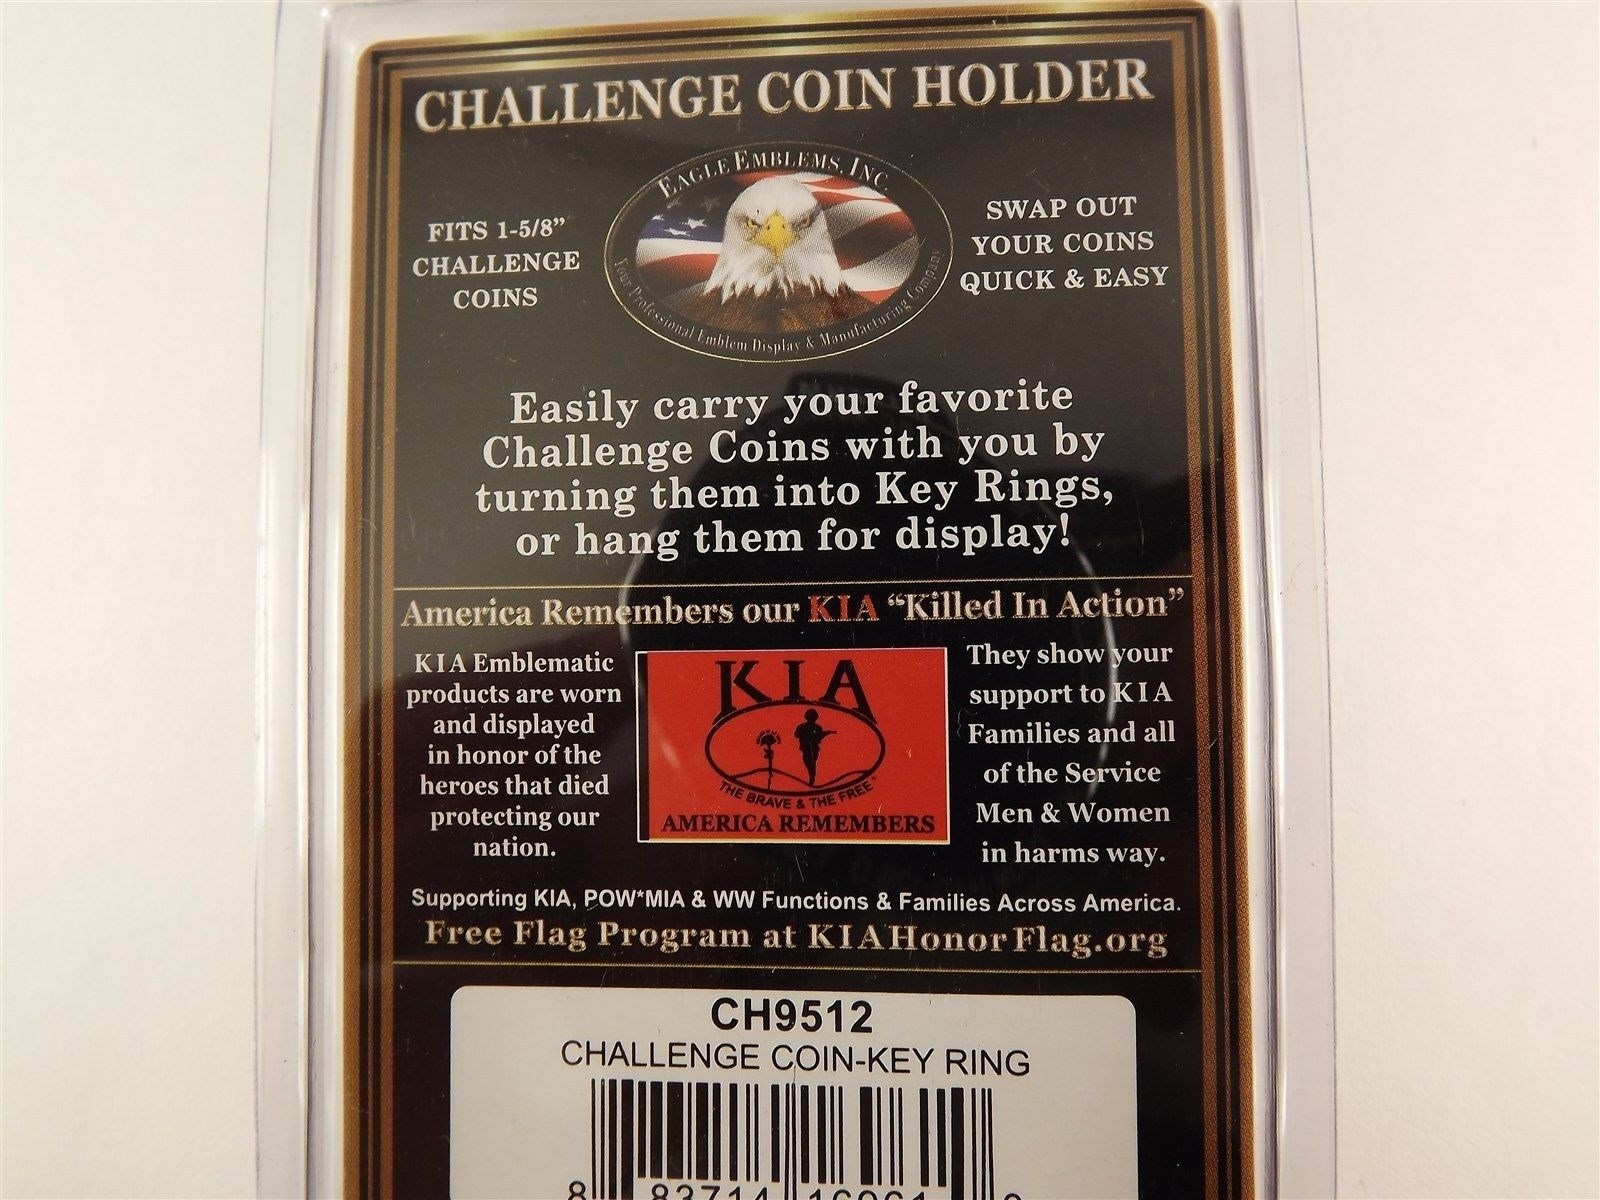 CHALLENGE COIN HOLDER
FITS 1-5/8”
CHALLENGE
COINS
EAGLE EMBLEMS, INC.
Your Professional Emblem Display & Manufacturing Company
SWAP OUT
YOUR COINS
QUICK & EASY
Easily carry your favorite
Challenge Coins with you by
turning them into Key Rings,
or hang them for display!
America Remembers our KIA “Killed In Action”
KIA Emblematic
products are worn
and displayed
in honor of the
heroes that died
protecting our
nation.
KIA
THE BRAVE & THE FREE
AMERICA REMEMBERS
They show your
support to KIA
Families and all
of the Service
Men & Women
in harms way.
Supporting KIA, POW*MIA & WW Functions & Families Across America.
Free Flag Program at KIAHonorFlag.org
CH9512
CHALLENGE COIN-KEY RING
8 83714